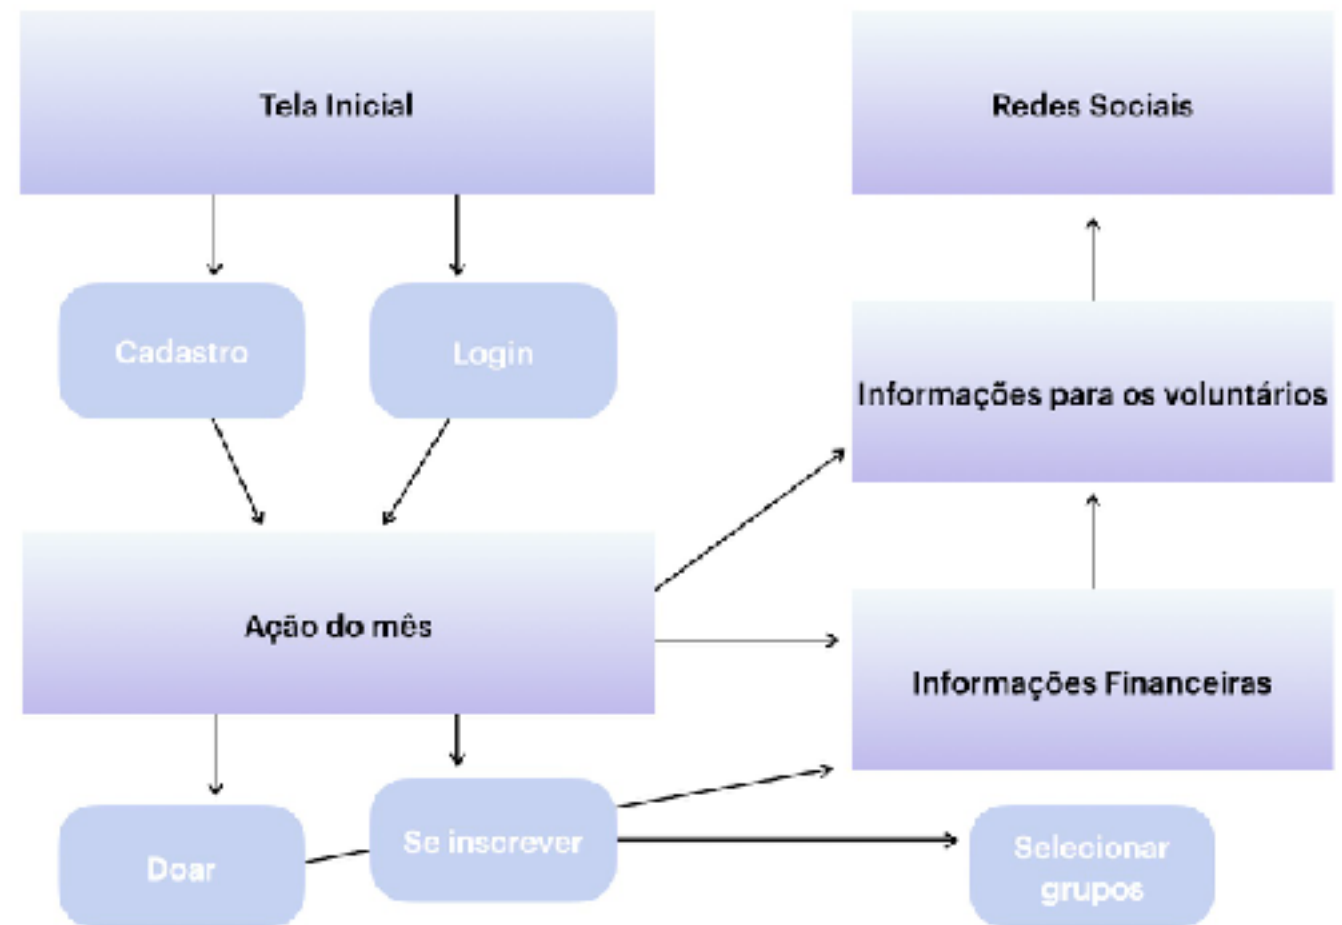 Tela Inicial
Redes Sociais
Cadastro
Login
Informações para os voluntários
Ação do mês
Informações Financeiras
Doar
Se inscrever
Selecionar
grupos